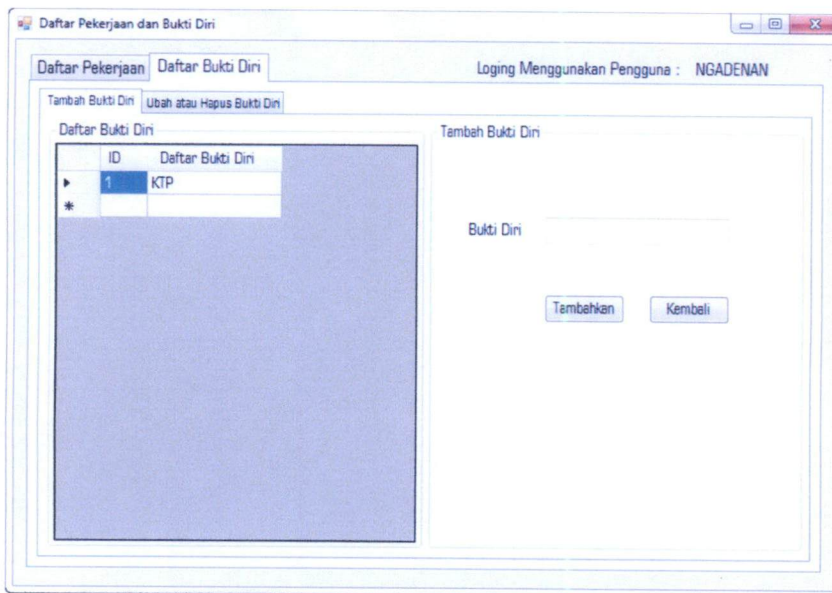 Daftar Pekerjaan dan Bukti Diri
Daftar Pekerjaan Daftar Bukti Diri Loging Menggunakan Pengguna : NGADENAN
Tambah Bukti Diri Ubah atau Hapus Bukti Diri
Daftar Bukti Diri
ID Daftar Bukti Diri
1 KTP
Tambah Bukti Diri
Bukti Diri
Tambahkan Kembali